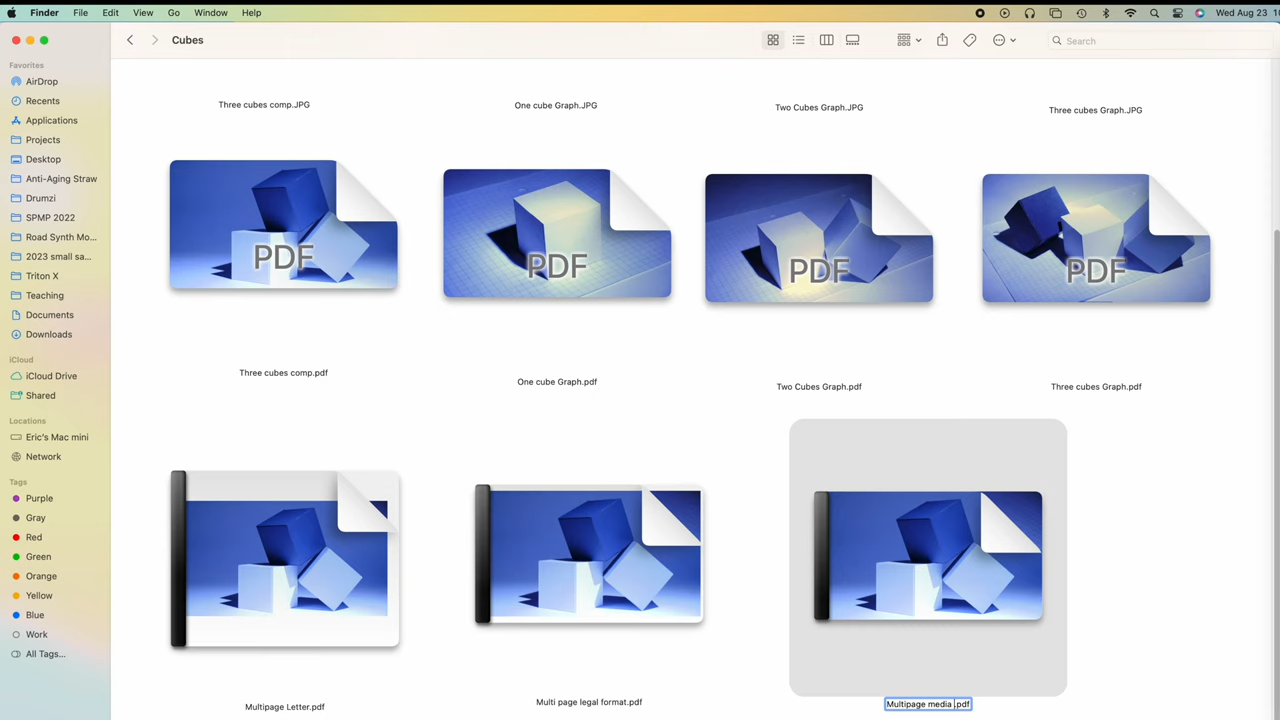 Finder File Edit View Go Window Help Wed Aug 23
Cubes
Search
Favorites
AirDrop
Recents
Applications
Projects
Desktop
Anti-Aging Straw
Drumzi
SPMP 2022
Road Synth Mo...
2023 small sa...
Triton X
Teaching
Documents
Downloads
iCloud
iCloud Drive
Shared
Locations
Eric's Mac mini
Network
Tags
Purple
Gray
Red
Green
Orange
Yellow
Blue
Work
All Tags...
Three cubes comp.JPG
One cube Graph.JPG
Two Cubes Graph.JPG
Three cubes Graph.JPG
PDF
PDF
PDF
PDF
Three cubes comp.pdf
One cube Graph.pdf
Two Cubes Graph.pdf
Three cubes Graph.pdf
Multipage Letter.pdf
Multi page legal format.pdf
Multipage media .pdf